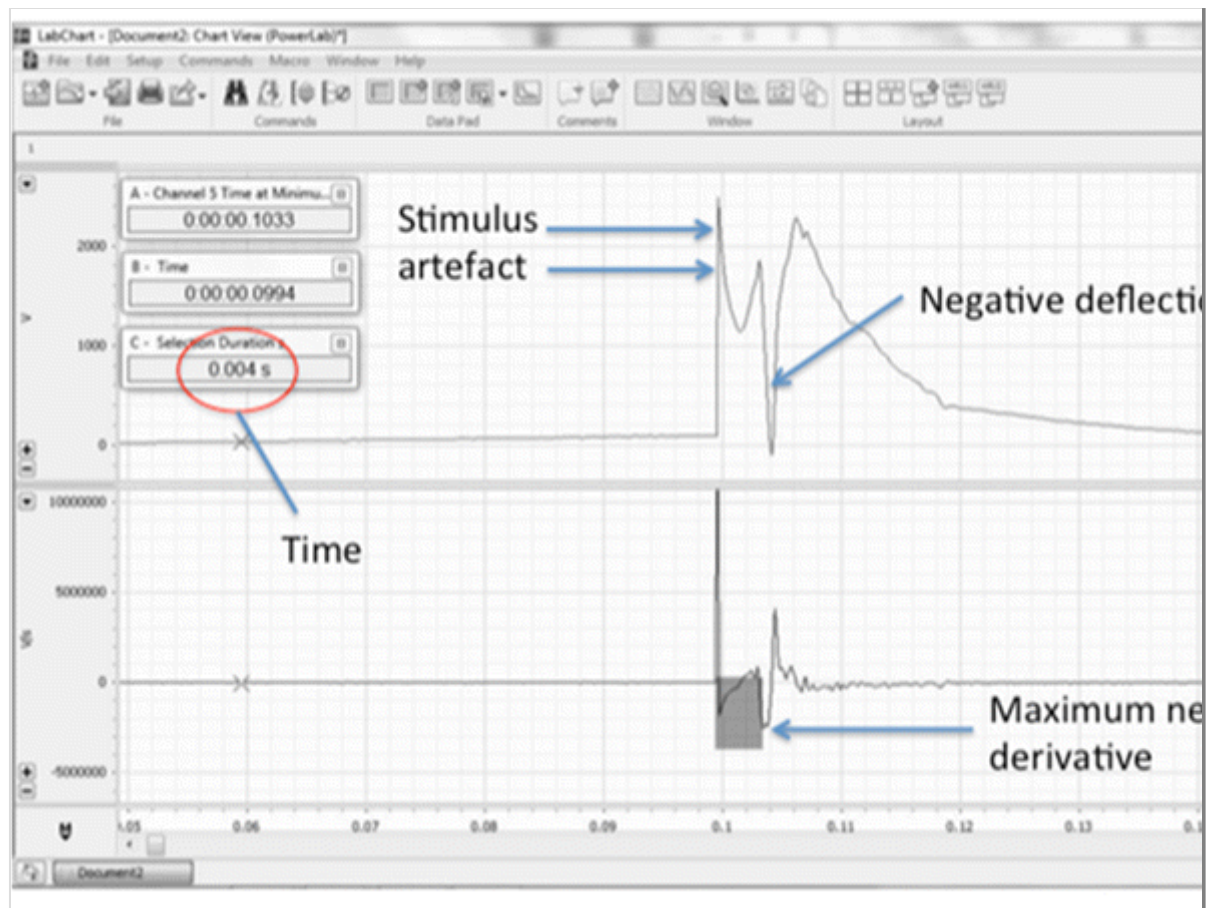 LabChart - [Document2: Chart View (PowerLab)*]
File Edit Setup Commands Macro Window Help
File Commands Data Pad Comments Window Layout
1
A - Channel 5 Time at Minimu...
0:00:00.1033
B - Time
0:00:00.0994
C - Selection Duration s
0.004 s
2000
1000
0
V
Stimulus
artefact
Negative deflectio
Time
10000000
5000000
0
-5000000
V/s
Maximum ne
derivative
0.06 0.07 0.08 0.09 0.1 0.11 0.12 0.13
Document2